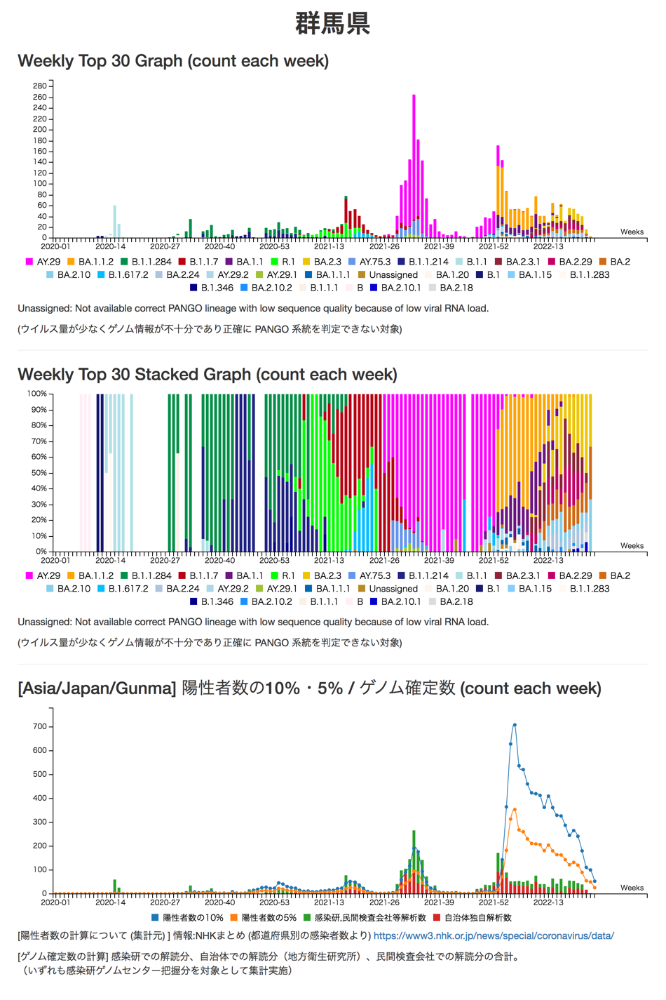 群馬県
Weekly Top 30 Graph (count each week)
280
260
240
220
200
180
160
140
120
100
80
60
40
20
0
Weeks
2020-01 2020-14 2020-27 2020-40 2020-53 2021-13 2021-26 2021-39 2021-52 2022-13
AY.29 BA.1.1.2 B.1.1.284 B.1.1.7 BA.1.1 R.1 BA.2.3 AY.75.3 B.1.1.214 B.1.1 BA.2.3.1 BA.2.29 BA.2
BA.2.10 B.1.617.2 BA.2.24 AY.29.2 AY.29.1 BA.1.1.1 Unassigned BA.1.20 B.1 BA.1.15 B.1.1.283
B.1.346 BA.2.10.2 B.1.1.1 B BA.2.10.1 BA.2.18
Unassigned: Not available correct PANGO lineage with low sequence quality because of low viral RNA load.
(ウイルス量が少なくゲノム情報が不十分であり正確に PANGO 系統を判定できない対象)
Weekly Top 30 Stacked Graph (count each week)
100%
90%
80%
70%
60%
50%
40%
30%
20%
10%
0%
Weeks
2020-01 2020-14 2020-27 2020-40 2020-53 2021-13 2021-26 2021-39 2021-52 2022-13
AY.29 BA.1.1.2 B.1.1.284 B.1.1.7 BA.1.1 R.1 BA.2.3 AY.75.3 B.1.1.214 B.1.1 BA.2.3.1 BA.2.29 BA.2
BA.2.10 B.1.617.2 BA.2.24 AY.29.2 AY.29.1 BA.1.1.1 Unassigned BA.1.20 B.1 BA.1.15 B.1.1.283
B.1.346 BA.2.10.2 B.1.1.1 B BA.2.10.1 BA.2.18
Unassigned: Not available correct PANGO lineage with low sequence quality because of low viral RNA load.
(ウイルス量が少なくゲノム情報が不十分であり正確に PANGO 系統を判定できない対象)
[Asia/Japan/Gunma] 陽性者数の10%・5% / ゲノム確定数 (count each week)
700
600
500
400
300
200
100
0
Weeks
2020-01 2020-14 2020-27 2020-40 2020-53 2021-13 2021-26 2021-39 2021-52 2022-13
陽性者数の10% 陽性者数の5% 感染研,民間検査会社等解析数 自治体独自解析数
[陽性者数の計算について (集計元) ] 情報:NHKまとめ (都道府県別の感染者数より) https://www3.nhk.or.jp/news/special/coronavirus/data/
[ゲノム確定数の計算] 感染研での解読分、自治体での解読分（地方衛生研究所）、民間検査会社での解読分の合計。
（いずれも感染研ゲノムセンター把握分を対象として集計実施）